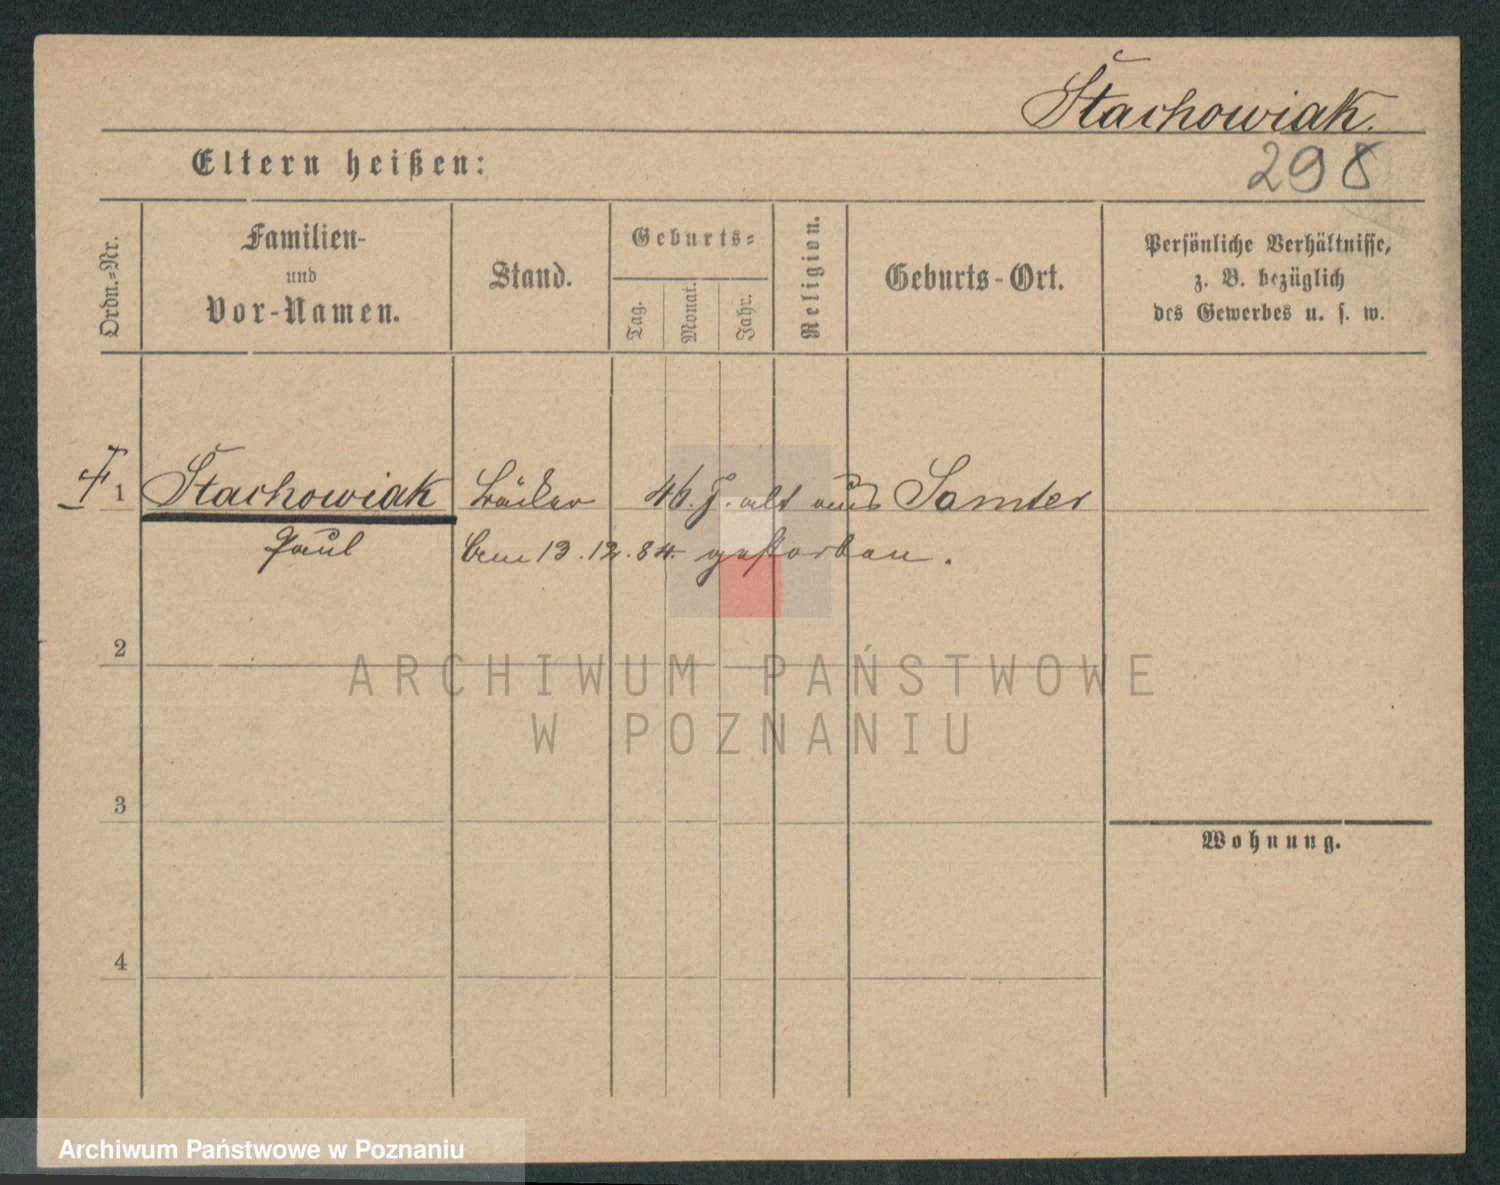 Stachowiak.
298
Eltern heißen:
Ordn.-Nr.
Familien-
und
Vor-Namen.
Stand.
Geburts-
Tag.
Monat.
Jahr.
Religion.
Geburts-Ort.
Persönliche Verhältnisse,
z. B. bezüglich
des Gewerbes u. s. w.
1 Stachowiak Bäcker 46. J. alt aus Samter
Paul am 13.12.84. gestorben.
2
ARCHIWUM PAŃSTWOWE
W POZNANIU
3
Wohnung.
4
Archiwum Państwowe w Poznaniu